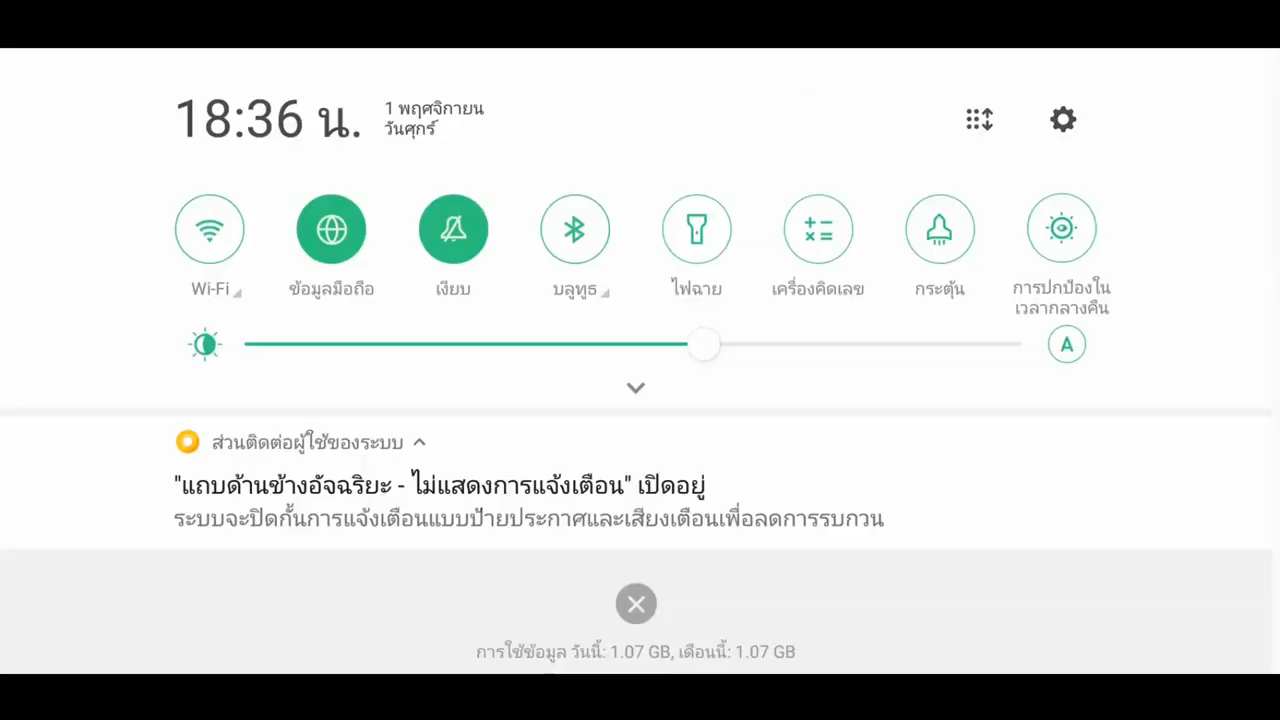 18:36 น.
1 พฤศจิกายน
วันศุกร์
Wi-Fi
ข้อมูลมือถือ
เงียบ
บลูทูธ
ไฟฉาย
เครื่องคิดเลข
กระตุ้น
การปกป้องใน
เวลากลางคืน
A
ส่วนติดต่อผู้ใช้ของระบบ
"แถบด้านข้างอัจฉริยะ - ไม่แสดงการแจ้งเตือน" เปิดอยู่
ระบบจะปิดกั้นการแจ้งเตือนแบบป้ายประกาศและเสียงเตือนเพื่อลดการรบกวน
การใช้ข้อมูล วันนี้: 1.07 GB, เดือนนี้: 1.07 GB